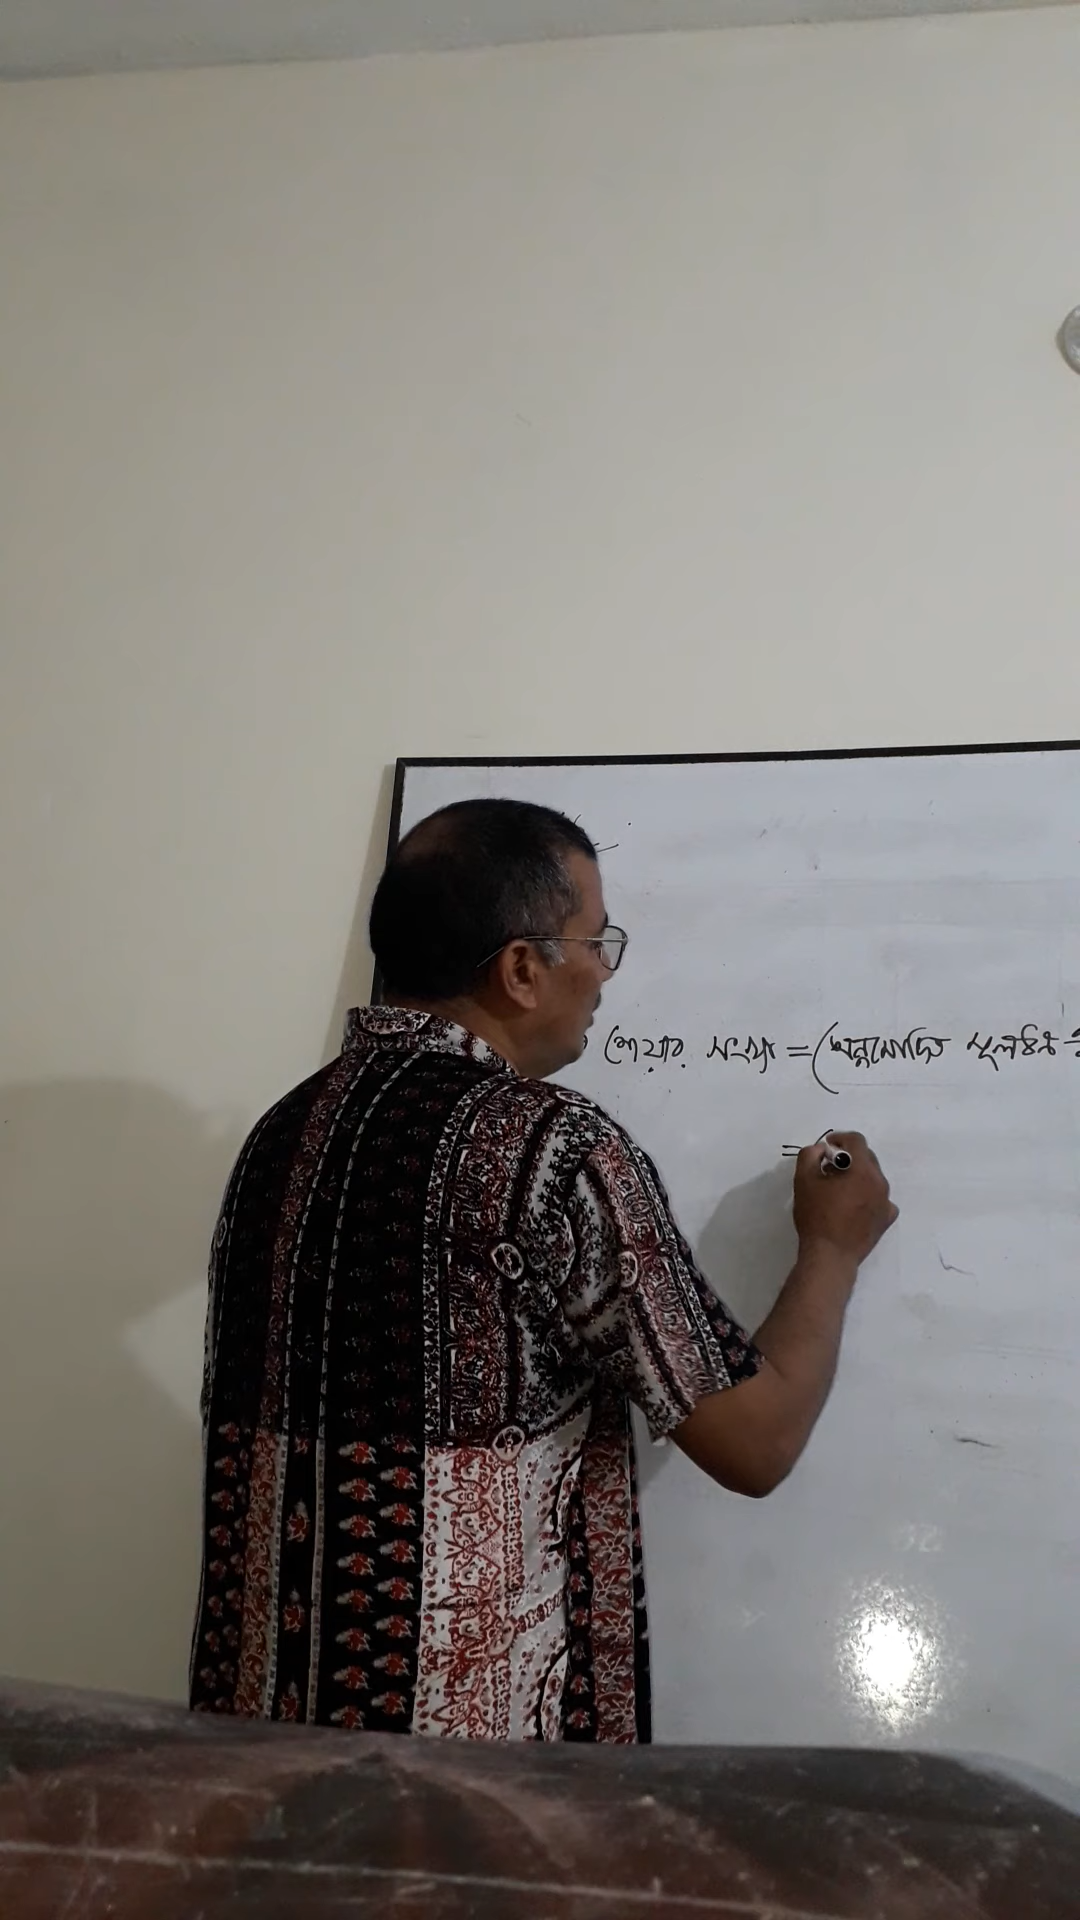 শেয়ার সংখ্যা = (অনুমোদিত মূলধন ÷
= (